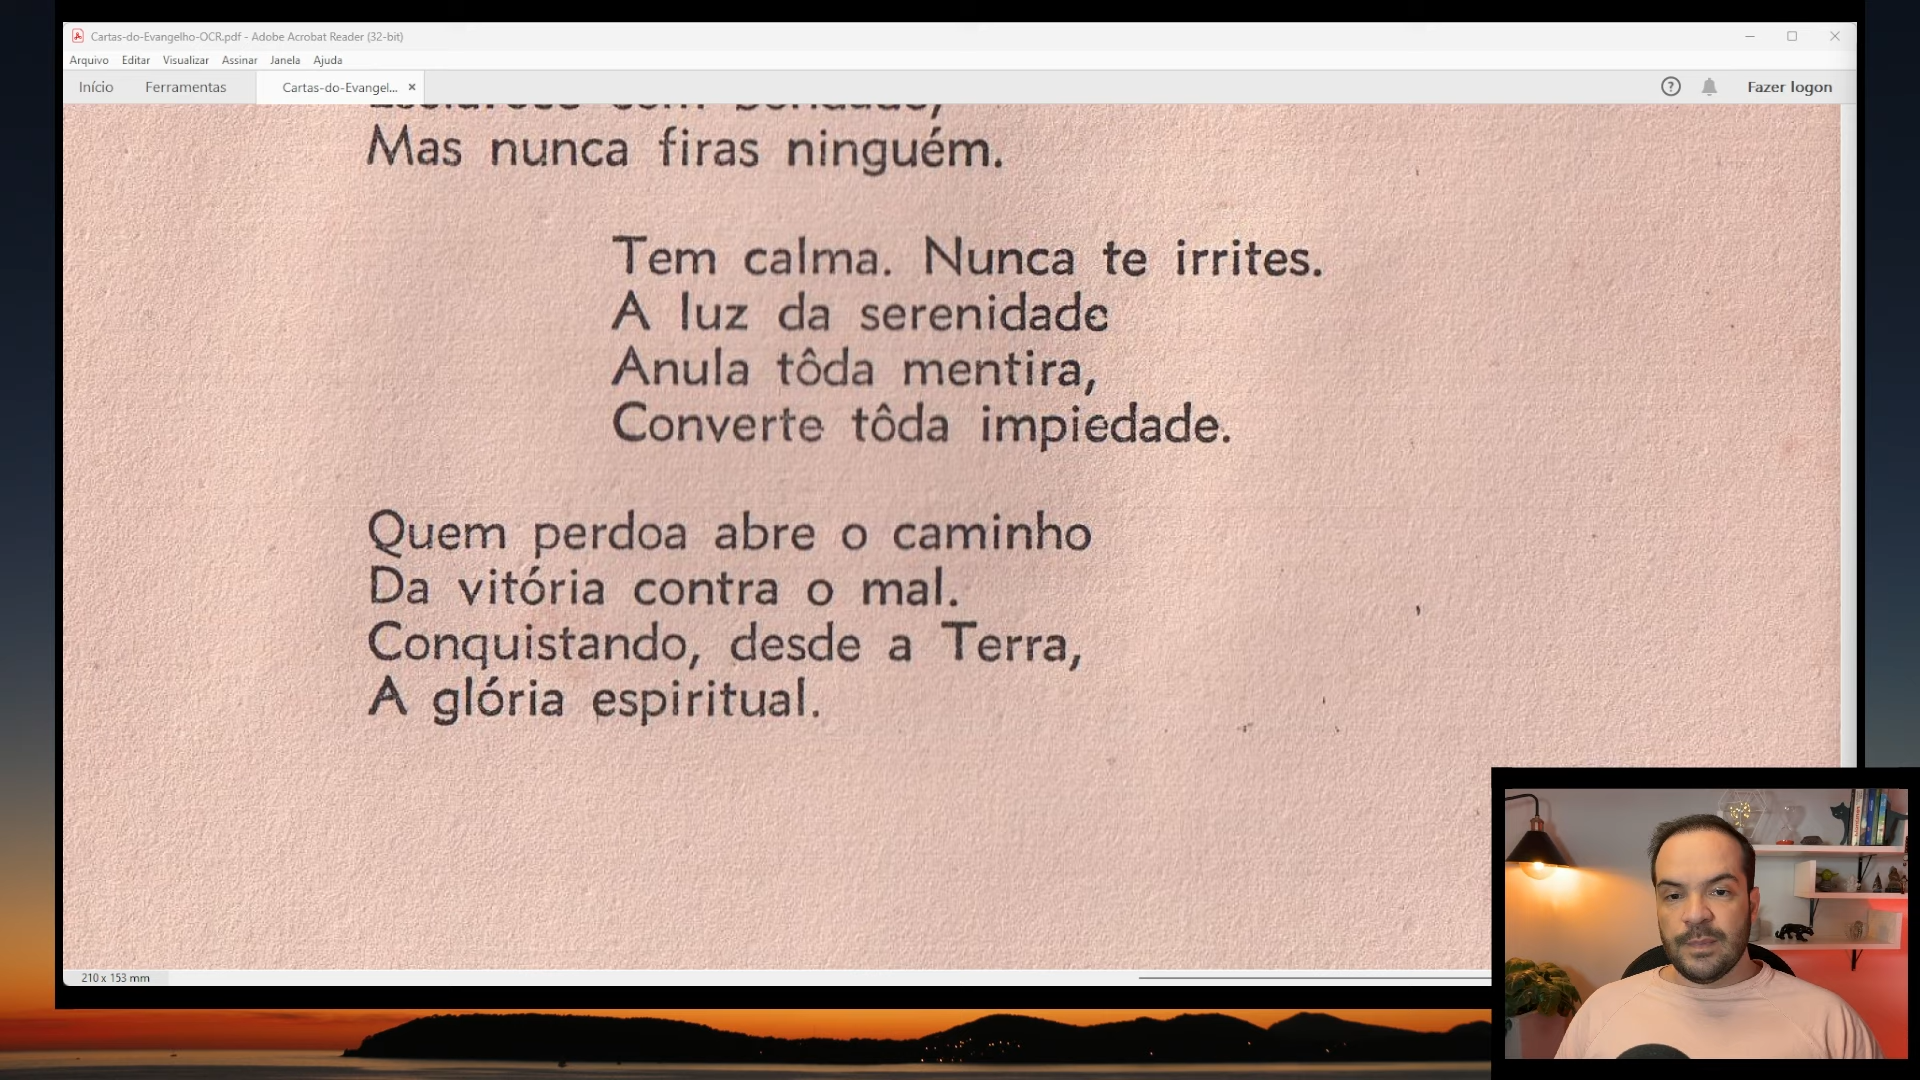 Cartas-do-Evangelho-OCR.pdf - Adobe Acrobat Reader (32-bit)
Arquivo Editar Visualizar Assinar Janela Ajuda
Início Ferramentas Cartas-do-Evangel... × ? Fazer logon
Mas nunca firas ninguém.
Tem calma. Nunca te irrites.
A luz da serenidade
Anula tôda mentira,
Converte tôda impiedade.
Quem perdoa abre o caminho
Da vitória contra o mal.
Conquistando, desde a Terra,
A glória espiritual.
210 x 153 mm